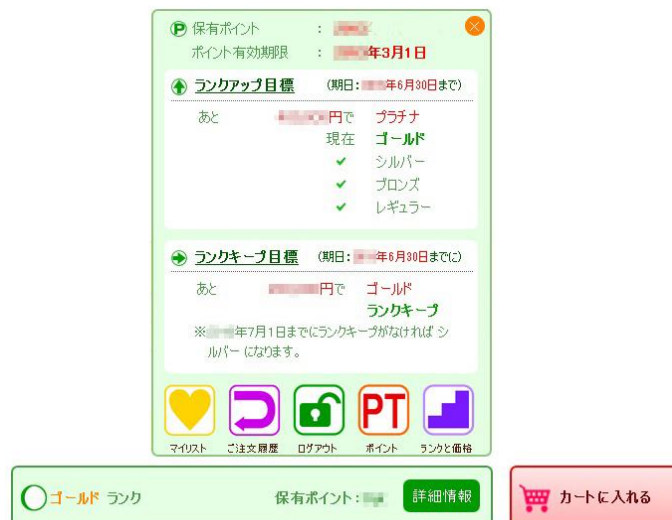 P 保有ポイント :
ポイント有効期限 : 年3月1日
ランクアップ目標 (期日: 年6月30日まで)
あと 円で プラチナ
現在 ゴールド
シルバー
ブロンズ
レギュラー
ランクキープ目標 (期日: 年6月30日までに)
あと 円で ゴールド
ランクキープ
※ 年7月1日までにランクキープがなければ シ
ルバー になります。
PT
マイリスト ご注文履歴 ログアウト ポイント ランクと価格
ゴールド ランク 保有ポイント: 詳細情報 カートに入れる